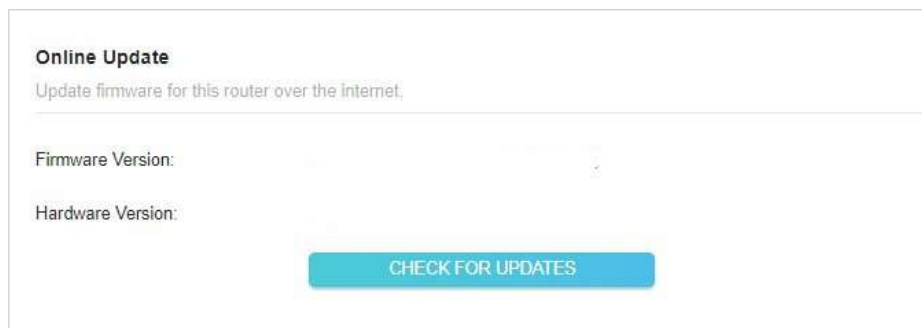 Online Update
Update firmware for this router over the internet.
Firmware Version:
Hardware Version:
CHECK FOR UPDATES